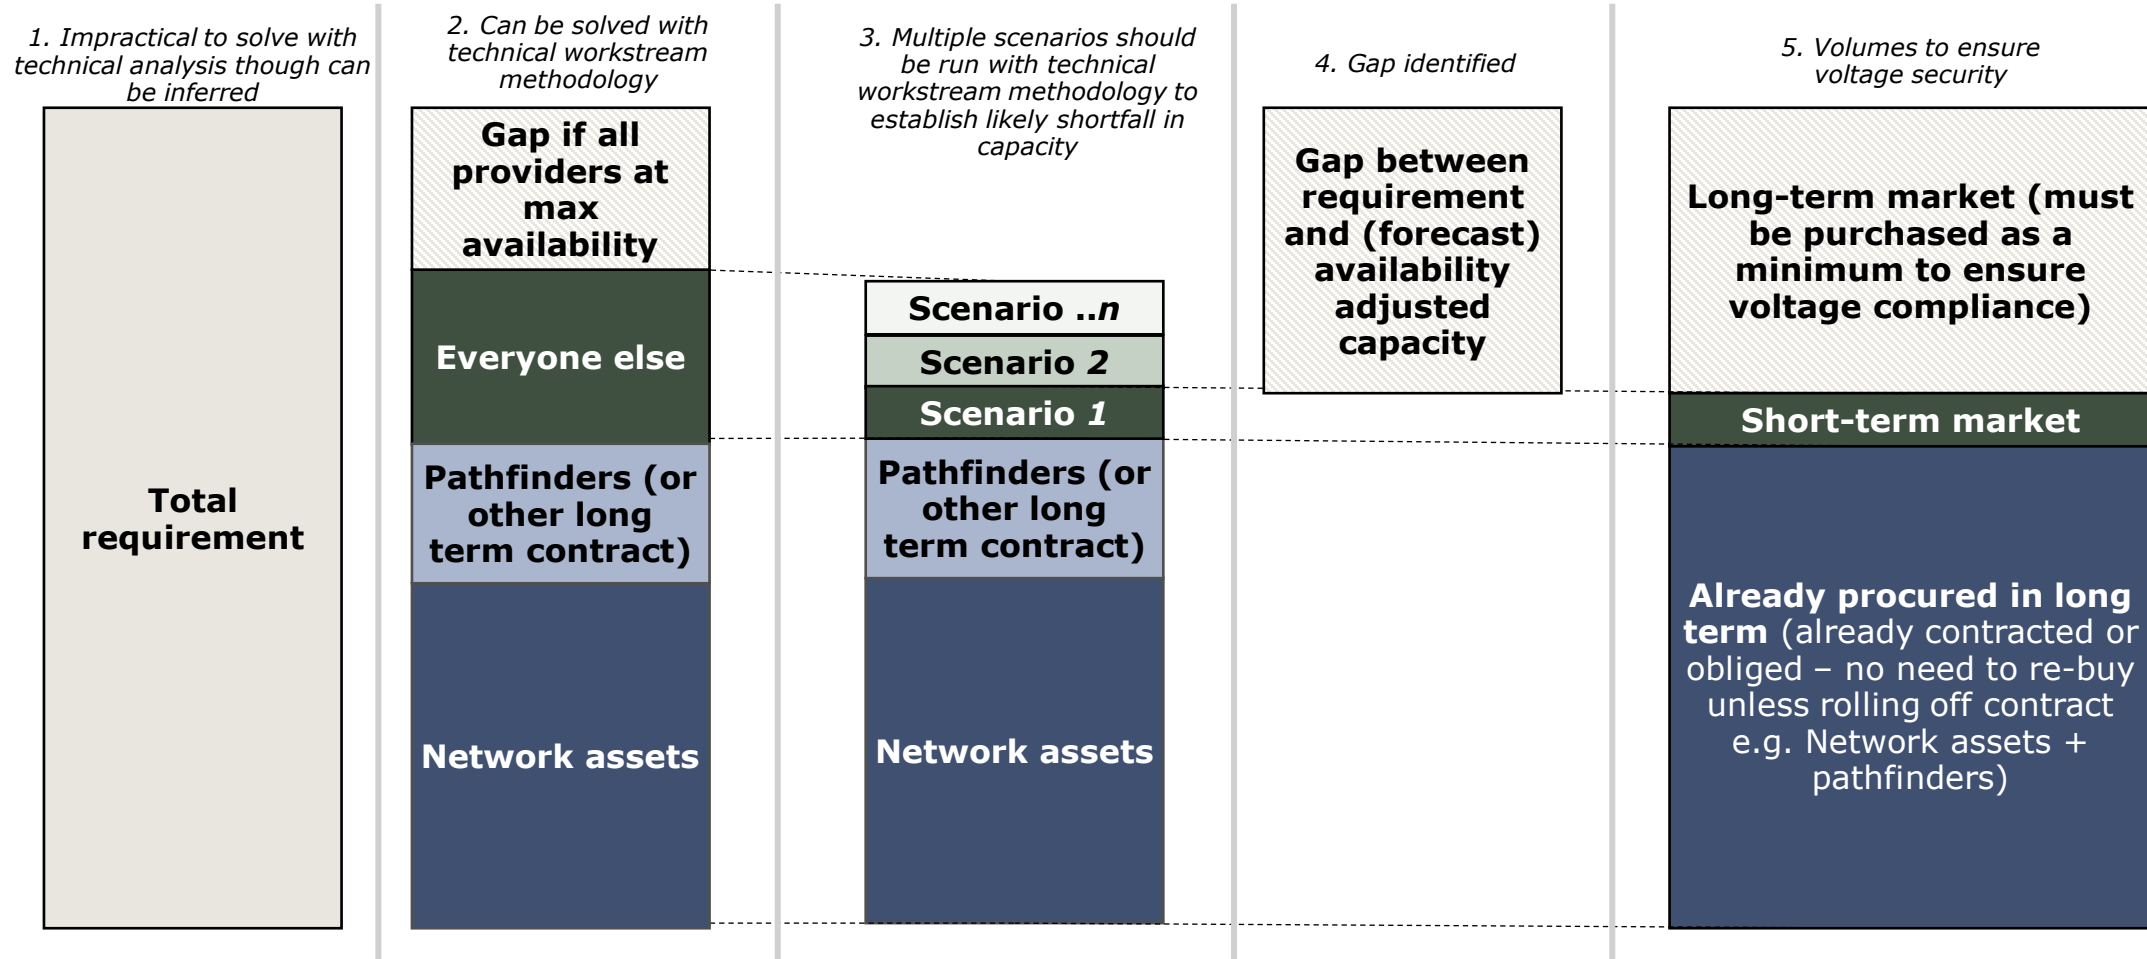 1. Impractical to solve with
technical analysis though can
be inferred
Total
requirement
2. Can be solved with
technical workstream
methodology
Gap if all
providers at
max
availability
Everyone else
Pathfinders (or
other long
term contract)
Network assets
3. Multiple scenarios should
be run with technical
workstream methodology to
establish likely shortfall in
capacity
Scenario ..n
Scenario 2
Scenario 1
Pathfinders (or
other long
term contract)
Network assets
4. Gap identified
Gap between
requirement
and (forecast)
availability
adjusted
capacity
5. Volumes to ensure
voltage security
Long-term market (must
be purchased as a
minimum to ensure
voltage compliance)
Short-term market
Already procured in long
term (already contracted or
obliged – no need to re-buy
unless rolling off contract
e.g. Network assets +
pathfinders)